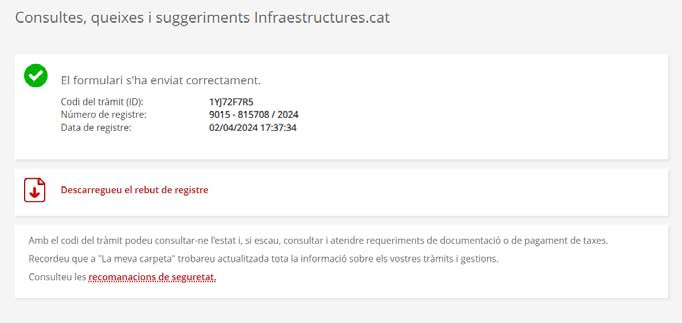 Consultes, queixes i suggeriments Infraestructures.cat
El formulari s'ha enviat correctament.
Codi del tràmit (ID): 1YJ72F7R5
Número de registre: 9015 - 815708 / 2024
Data de registre: 02/04/2024 17:37:34
Descarregueu el rebut de registre
Amb el codi del tràmit podeu consultar-ne l'estat i, si escau, consultar i atendre requeriments de documentació o de pagament de taxes.
Recordeu que a "La meva carpeta" trobareu actualitzada tota la informació sobre els vostres tràmits i gestions.
Consulteu les recomanacions de seguretat.